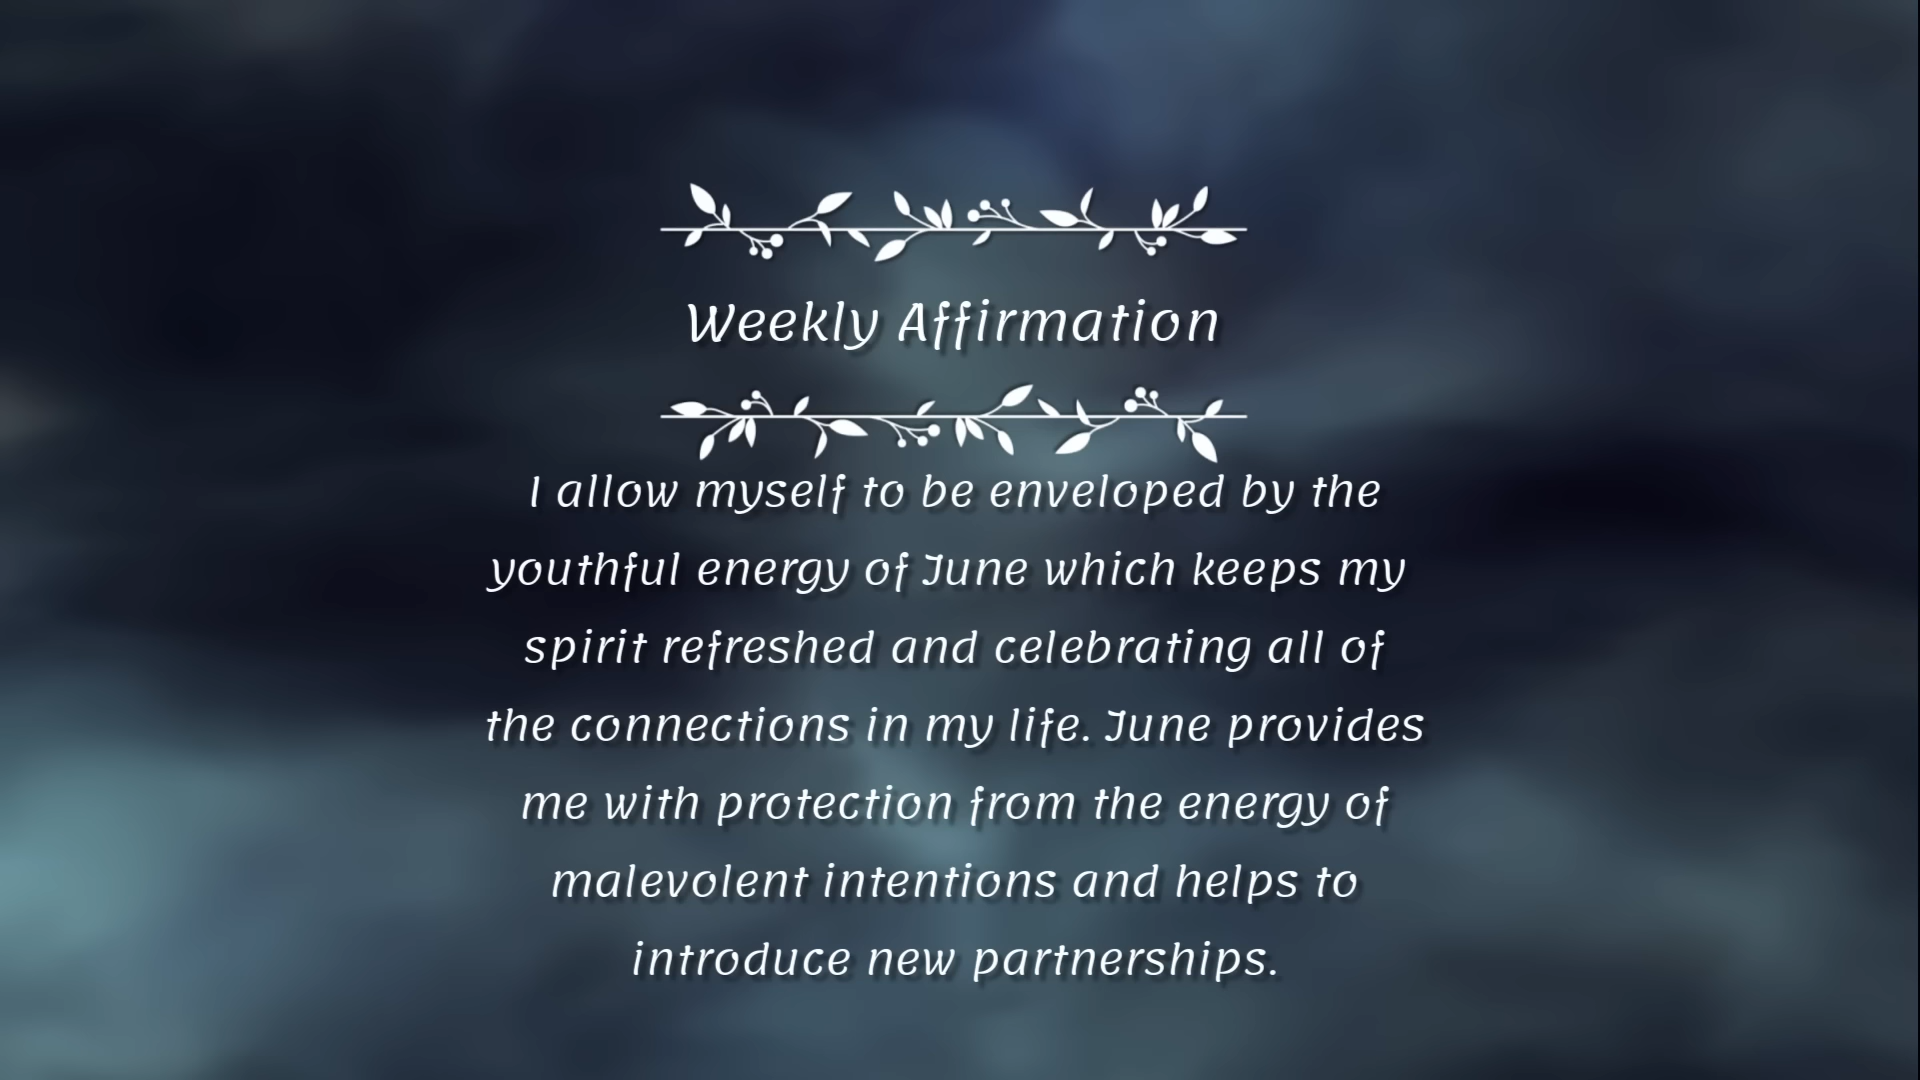 Weekly Affirmation
I allow myself to be enveloped by the
youthful energy of June which keeps my
spirit refreshed and celebrating all of
the connections in my life. June provides
me with protection from the energy of
malevolent intentions and helps to
introduce new partnerships.